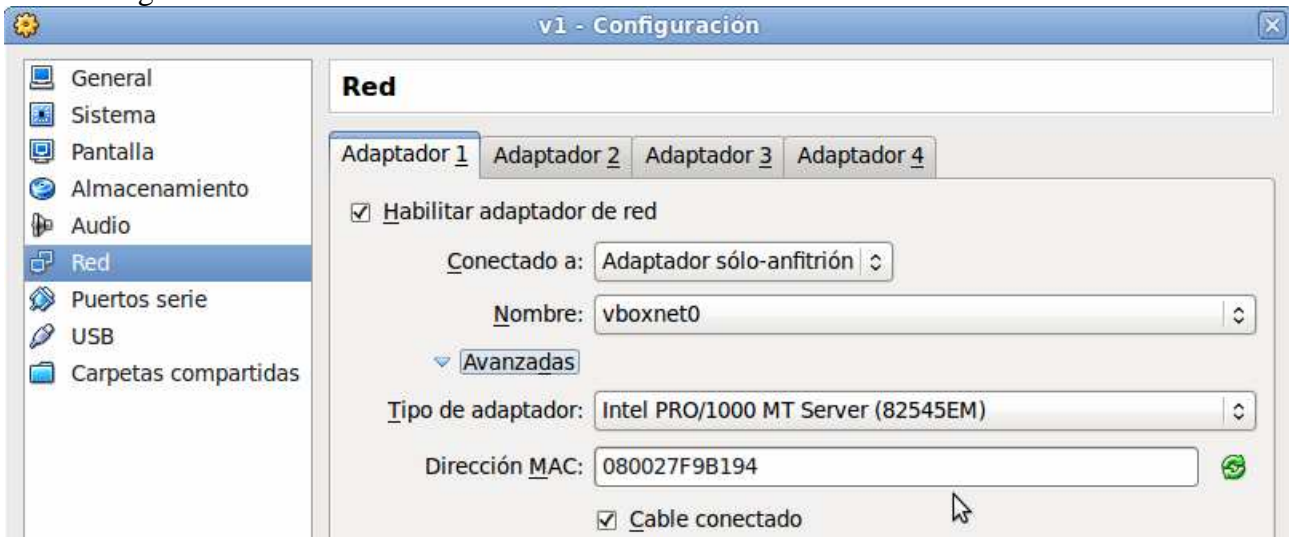 v1 - Configuración
General
Sistema
Pantalla
Almacenamiento
Audio
Red
Puertos serie
USB
Carpetas compartidas
Red
Adaptador 1 Adaptador 2 Adaptador 3 Adaptador 4
Habilitar adaptador de red
Conectado a: Adaptador sólo-anfitrión
Nombre: vboxnet0
Avanzadas
Tipo de adaptador: Intel PRO/1000 MT Server (82545EM)
Dirección MAC: 080027F9B194
Cable conectado